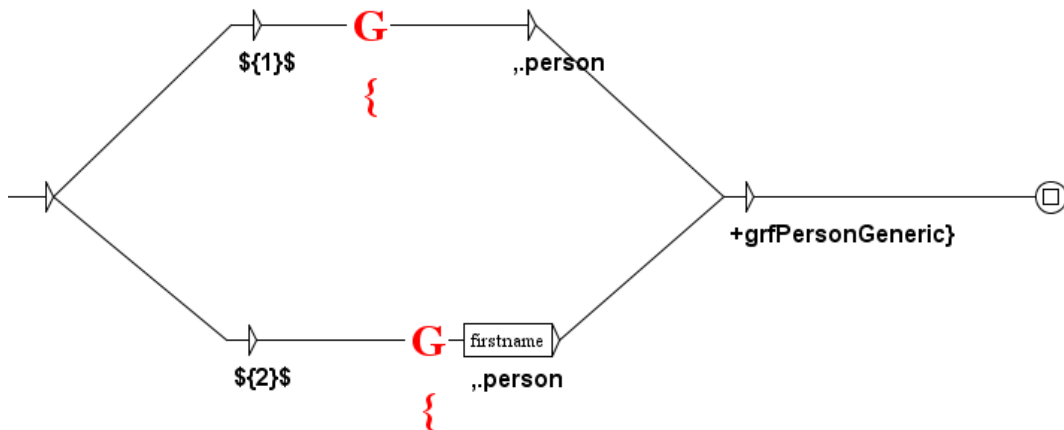 G
${1}$
,.person
{
+grfPersonGeneric}
G
firstname
${2}$
,.person
{